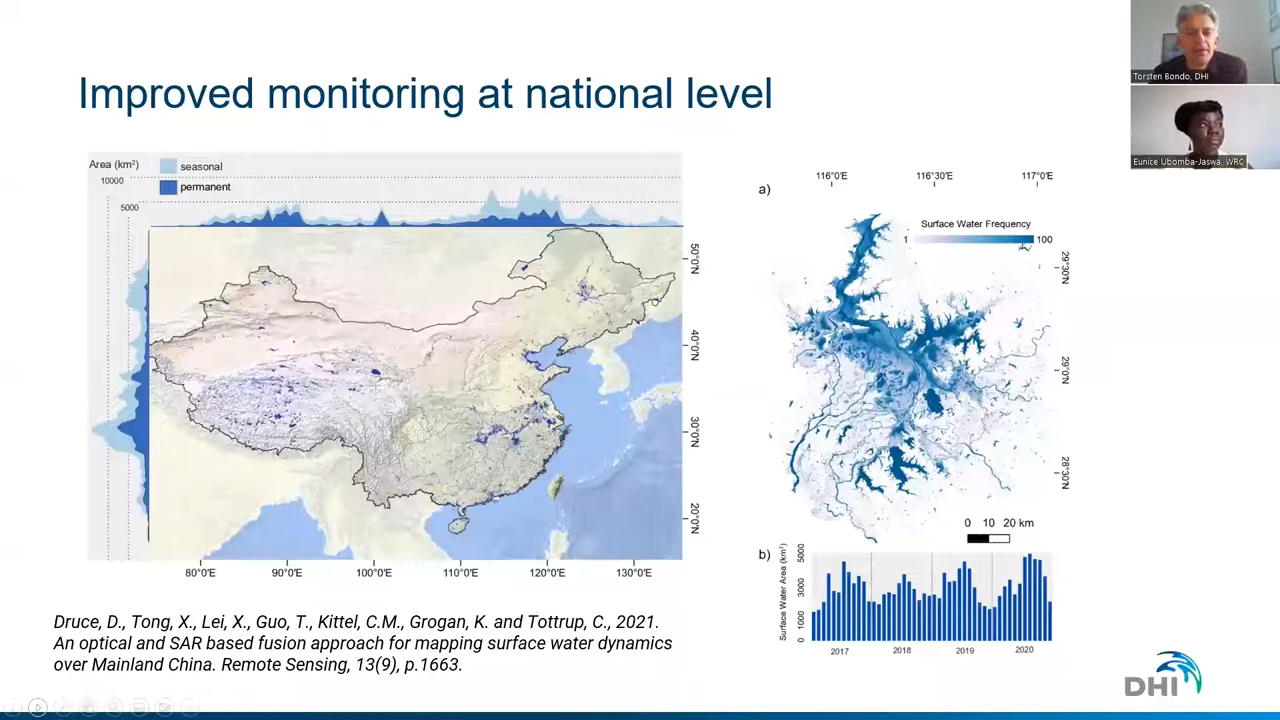 Improved monitoring at national level
Torsten Bondo, DHI
Eunice Ubomba-Jaswa, WRC
Area (km²)
seasonal
10000
permanent
5000
50°0'N
40°0'N
30°0'N
20°0'N
80°0'E 90°0'E 100°0'E 110°0'E 120°0'E 130°0'E
a)
116°0'E 116°30'E 117°0'E
Surface Water Frequency
1 100
29°30'N
29°0'N
28°30'N
0 10 20 km
b)
Surface Water Area (km²)
5000
3000
1000
0
2017 2018 2019 2020
Druce, D., Tong, X., Lei, X., Guo, T., Kittel, C.M., Grogan, K. and Tottrup, C., 2021.
An optical and SAR based fusion approach for mapping surface water dynamics
over Mainland China. Remote Sensing, 13(9), p.1663.
DHI